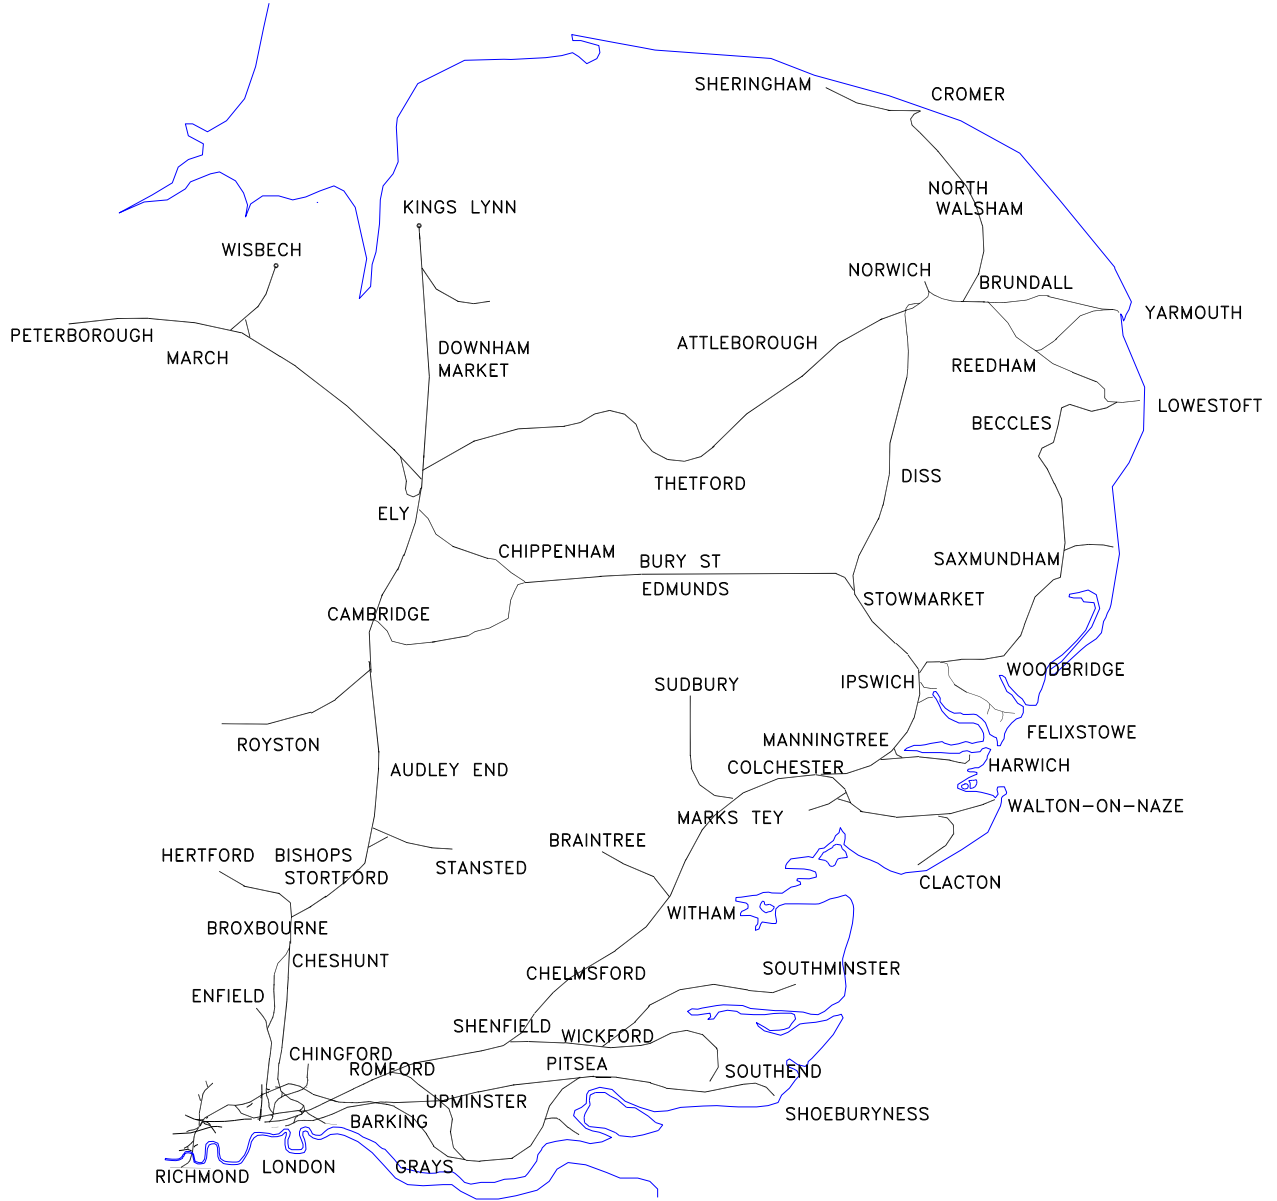 SHERINGHAM
CROMER
NORTH
WALSHAM
KINGS LYNN
WISBECH
NORWICH
BRUNDALL
YARMOUTH
PETERBOROUGH
MARCH
DOWNHAM
MARKET
ATTLEBOROUGH
REEDHAM
LOWESTOFT
BECCLES
THETFORD
DISS
ELY
CHIPPENHAM
BURY ST
EDMUNDS
SAXMUNDHAM
CAMBRIDGE
STOWMARKET
WOODBRIDGE
SUDBURY
IPSWICH
ROYSTON
FELIXSTOWE
MANNINGTREE
AUDLEY END
COLCHESTER
HARWICH
WALTON-ON-NAZE
MARKS TEY
BRAINTREE
HERTFORD
BISHOPS
STORTFORD
STANSTED
CLACTON
WITHAM
BROXBOURNE
CHESHUNT
CHELMSFORD
SOUTHMINSTER
ENFIELD
SHENFIELD
WICKFORD
CHINGFORD
ROMFORD
PITSEA
SOUTHEND
UPMINSTER
SHOEBURYNESS
BARKING
RICHMOND
LONDON
GRAYS